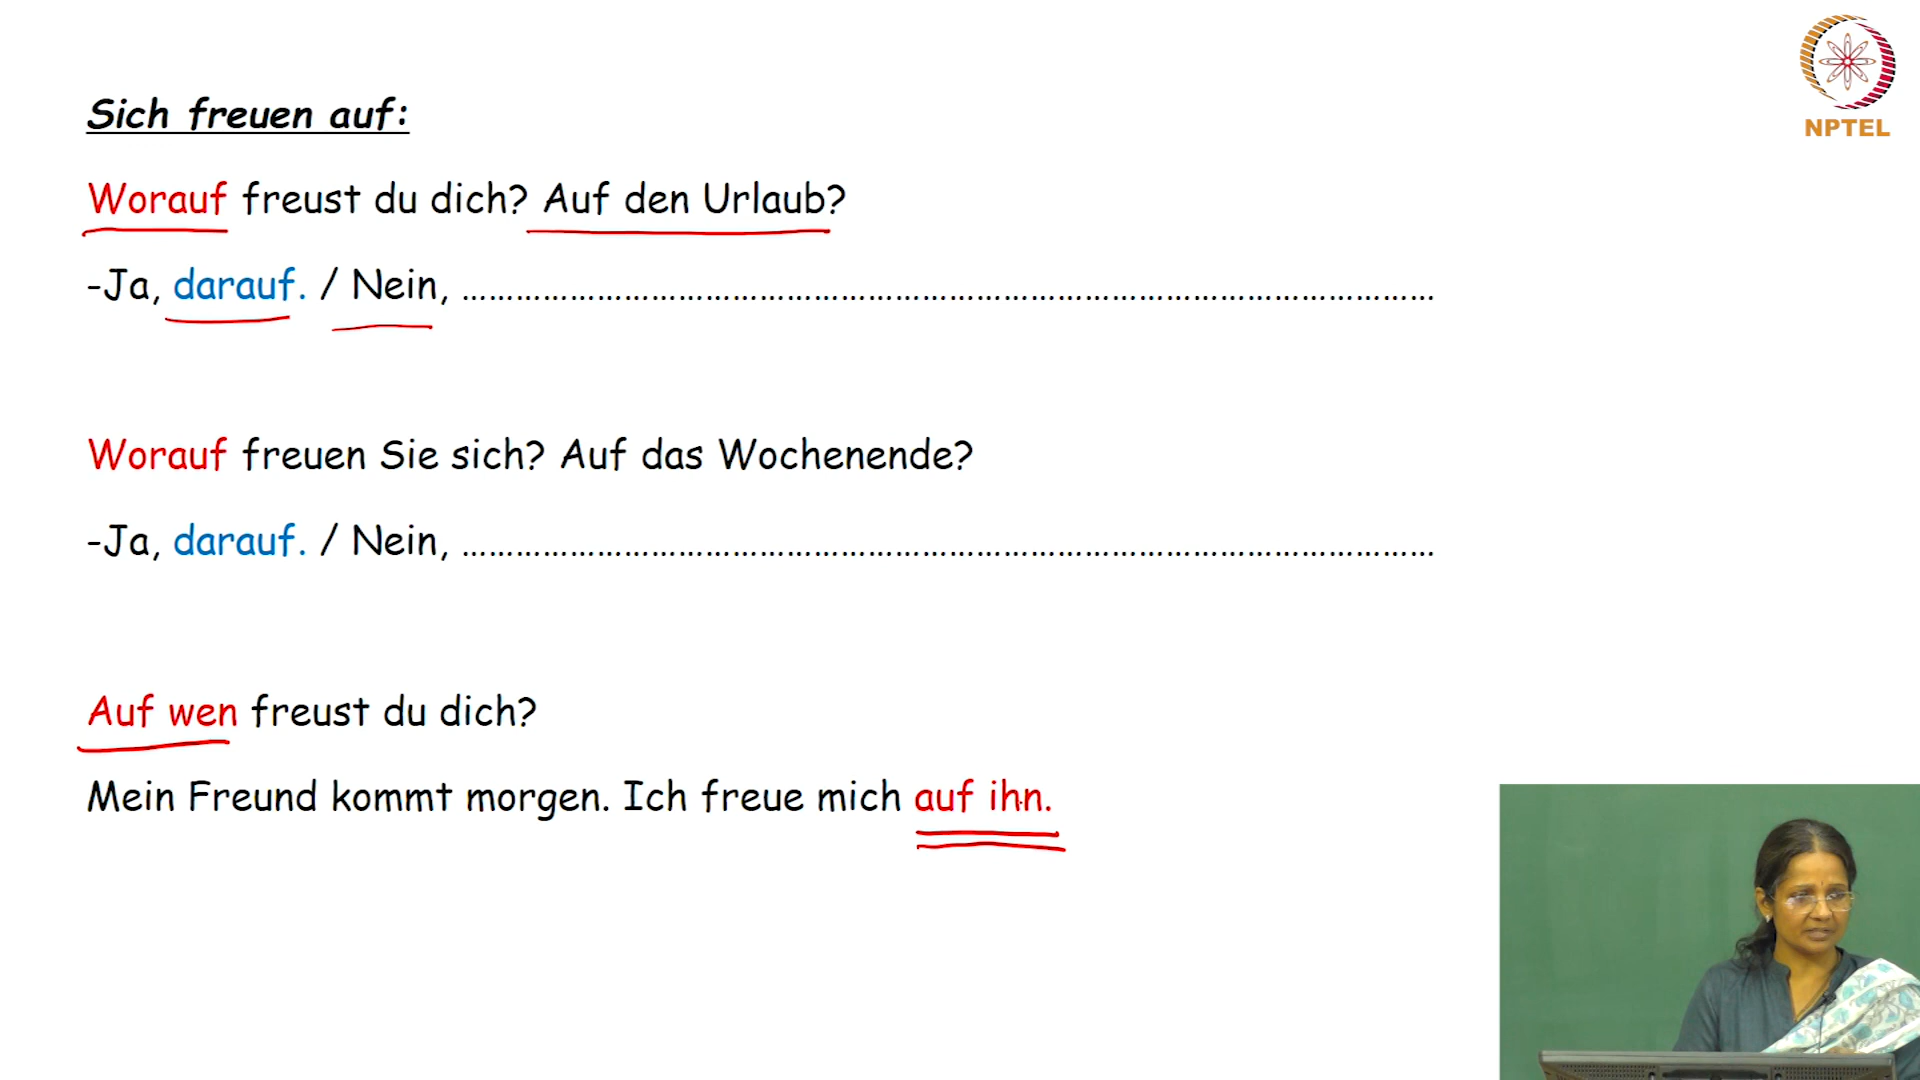 NPTEL
Sich freuen auf:
Worauf freust du dich? Auf den Urlaub?
-Ja, darauf. / Nein, ……………………………………………………………………………………………
Worauf freuen Sie sich? Auf das Wochenende?
-Ja, darauf. / Nein, ……………………………………………………………………………………………
Auf wen freust du dich?
Mein Freund kommt morgen. Ich freue mich auf ihn.